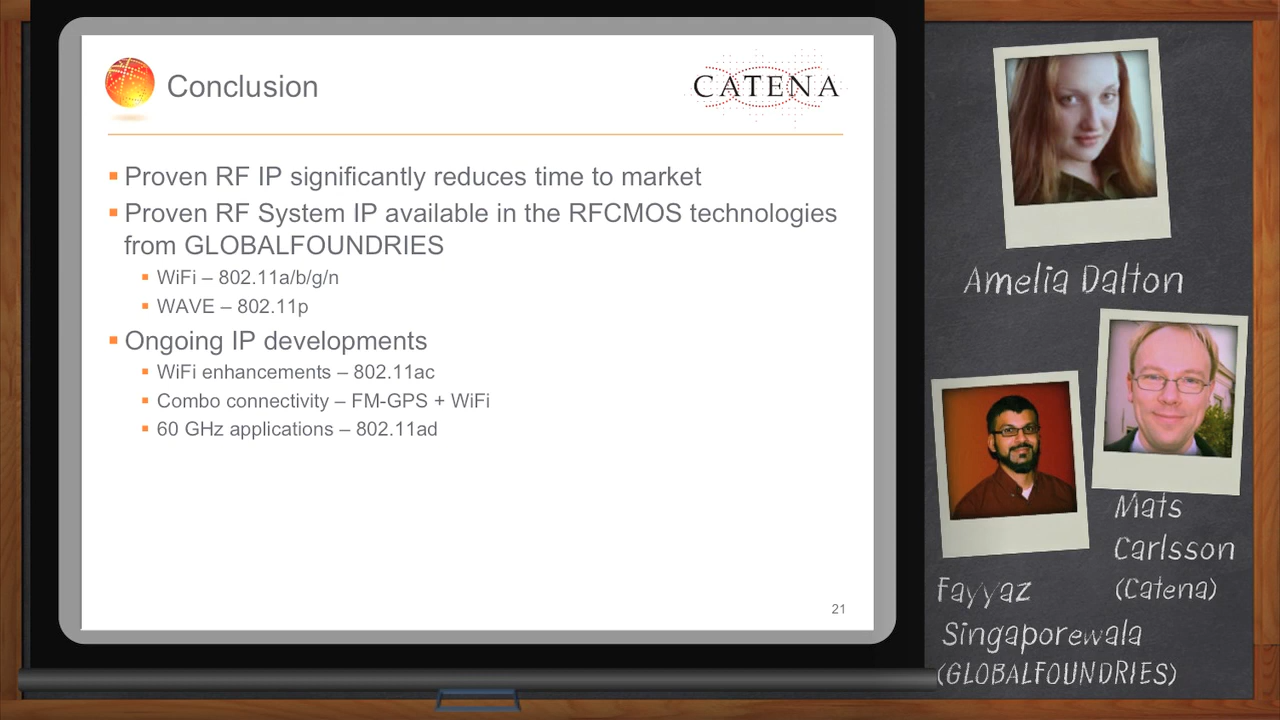 Conclusion
CATENA
Proven RF IP significantly reduces time to market
Proven RF System IP available in the RFCMOS technologies
from GLOBALFOUNDRIES
WiFi – 802.11a/b/g/n
WAVE – 802.11p
Ongoing IP developments
WiFi enhancements – 802.11ac
Combo connectivity – FM-GPS + WiFi
60 GHz applications – 802.11ad
21
Amelia Dalton
Mats
Carlsson
(Catena)
Fayyaz
Singaporewala
(GLOBALFOUNDRIES)